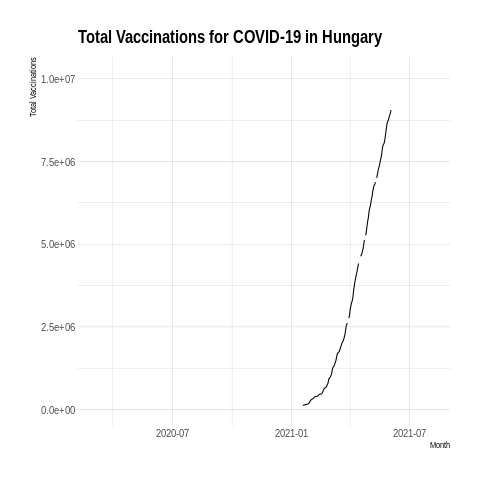 Total Vaccinations for COVID-19 in Hungary
Total Vaccinations
1.0e+07
7.5e+06
5.0e+06
2.5e+06
0.0e+00
2020-07 2021-01 2021-07
Month